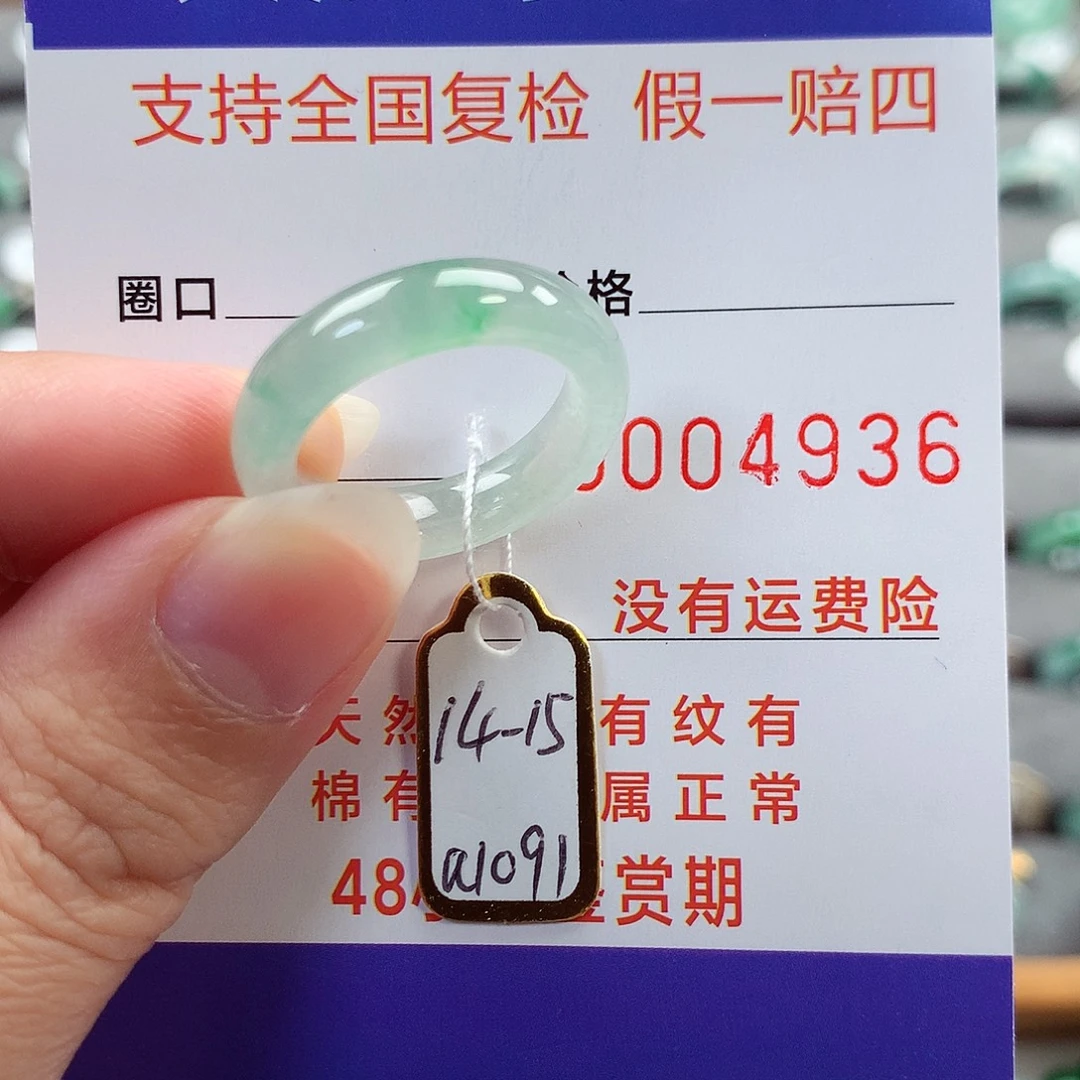 支持全国复检 假一赔四
圈口 格
004936
没有运费险
天然 有纹有
棉有 属正常
48 鉴赏期
14-15
a1091